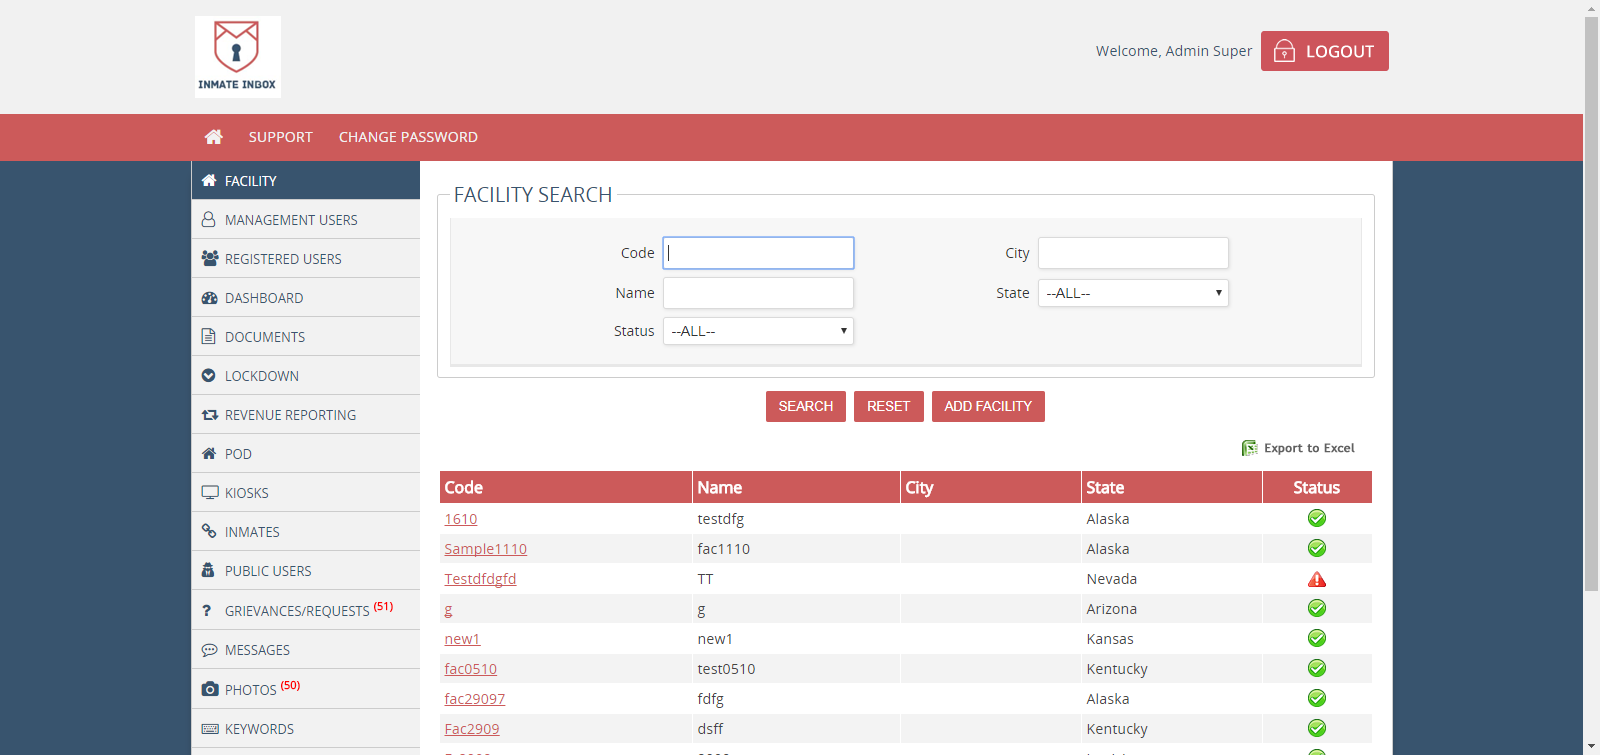 INMATE INBOX
Welcome, Admin Super
LOGOUT
SUPPORT
CHANGE PASSWORD
FACILITY
MANAGEMENT USERS
REGISTERED USERS
DASHBOARD
DOCUMENTS
LOCKDOWN
REVENUE REPORTING
POD
KIOSKS
INMATES
PUBLIC USERS
GRIEVANCES/REQUESTS (51)
MESSAGES
PHOTOS (50)
KEYWORDS
FACILITY SEARCH
Code
City
Name
State --ALL--
Status --ALL--
SEARCH RESET ADD FACILITY
Export to Excel
Code Name City State Status
1610 testdfg Alaska
Sample1110 fac1110 Alaska
Testdfdgfd TT Nevada
g g Arizona
new1 new1 Kansas
fac0510 test0510 Kentucky
fac29097 fdfg Alaska
Fac2909 dsff Kentucky